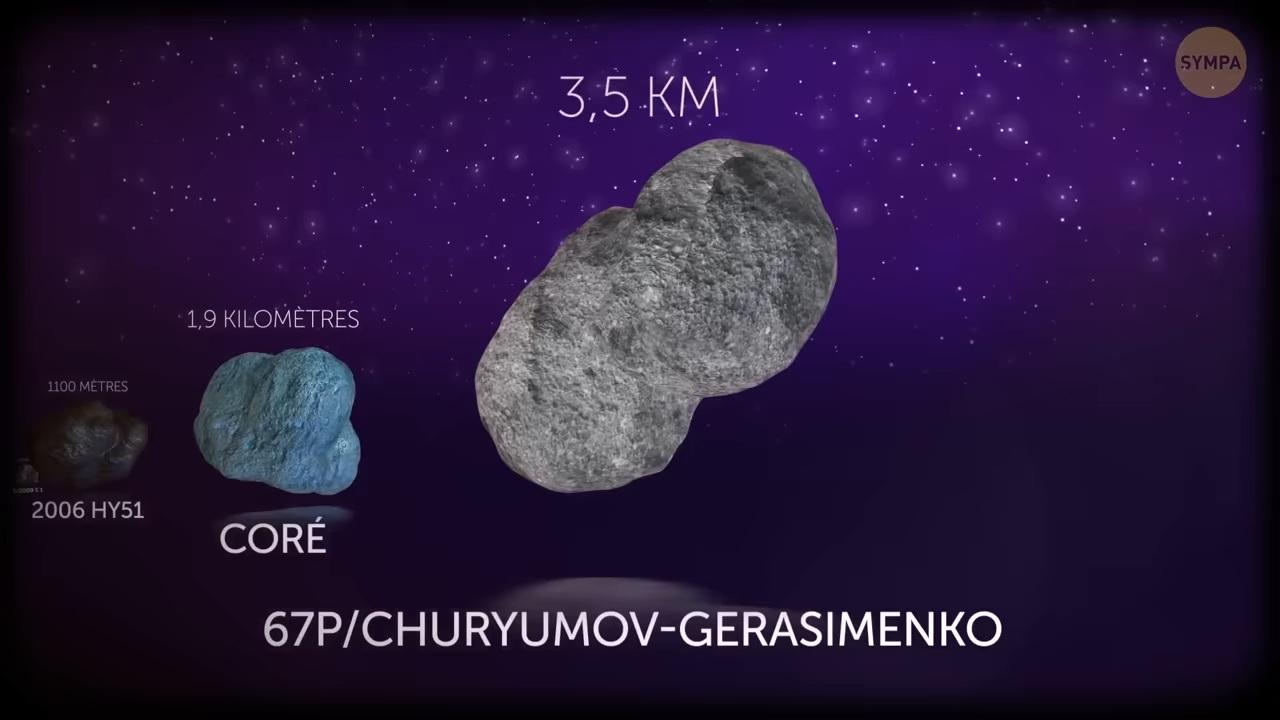 SYMPA
3,5 KM
1,9 KILOMÈTRES
1100 MÈTRES
2006 HY51
CORÉ
67P/CHURYUMOV-GERASIMENKO